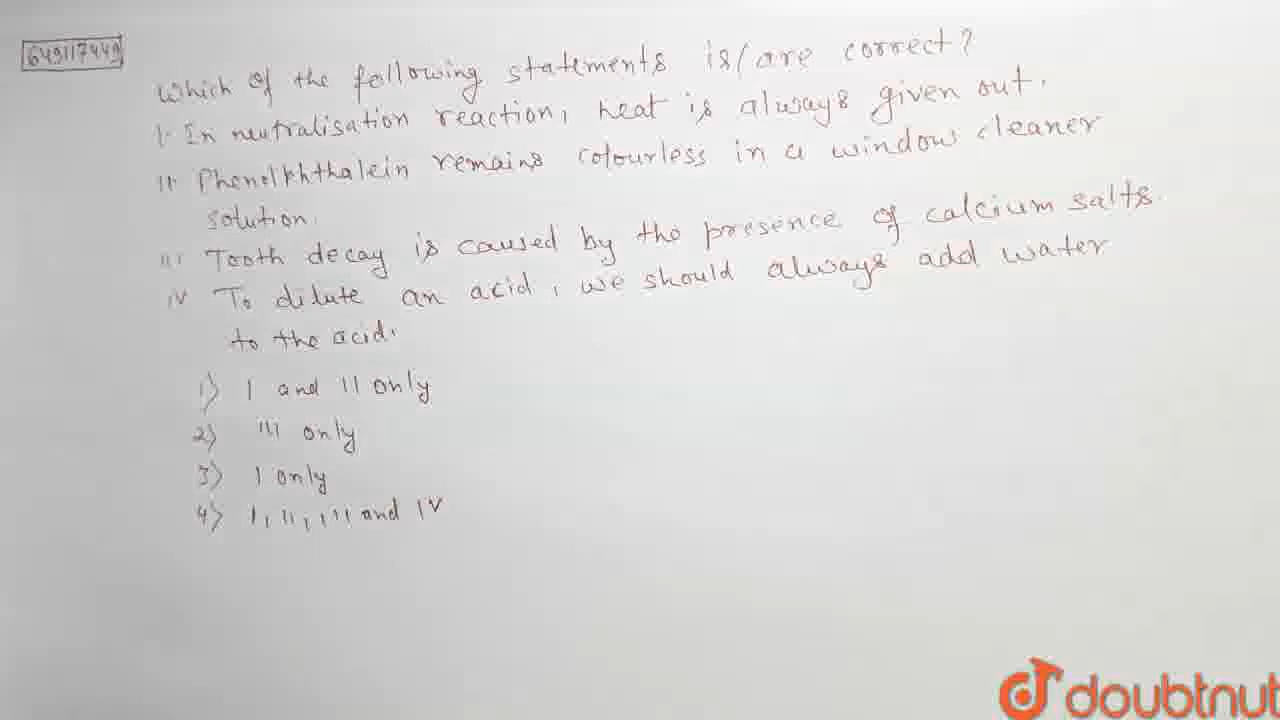 649117449
Which of the following statements is/are correct?
I. In neutralisation reaction, heat is always given out.
II Phenolkhthalein remains colourless in a window cleaner
solution.
III Tooth decay is caused by the presence of calcium salts.
IV To dilute an acid, we should always add water
to the acid.
1) I and II only
2) III only
3) I only
4) I, II, III and IV
doubtnut